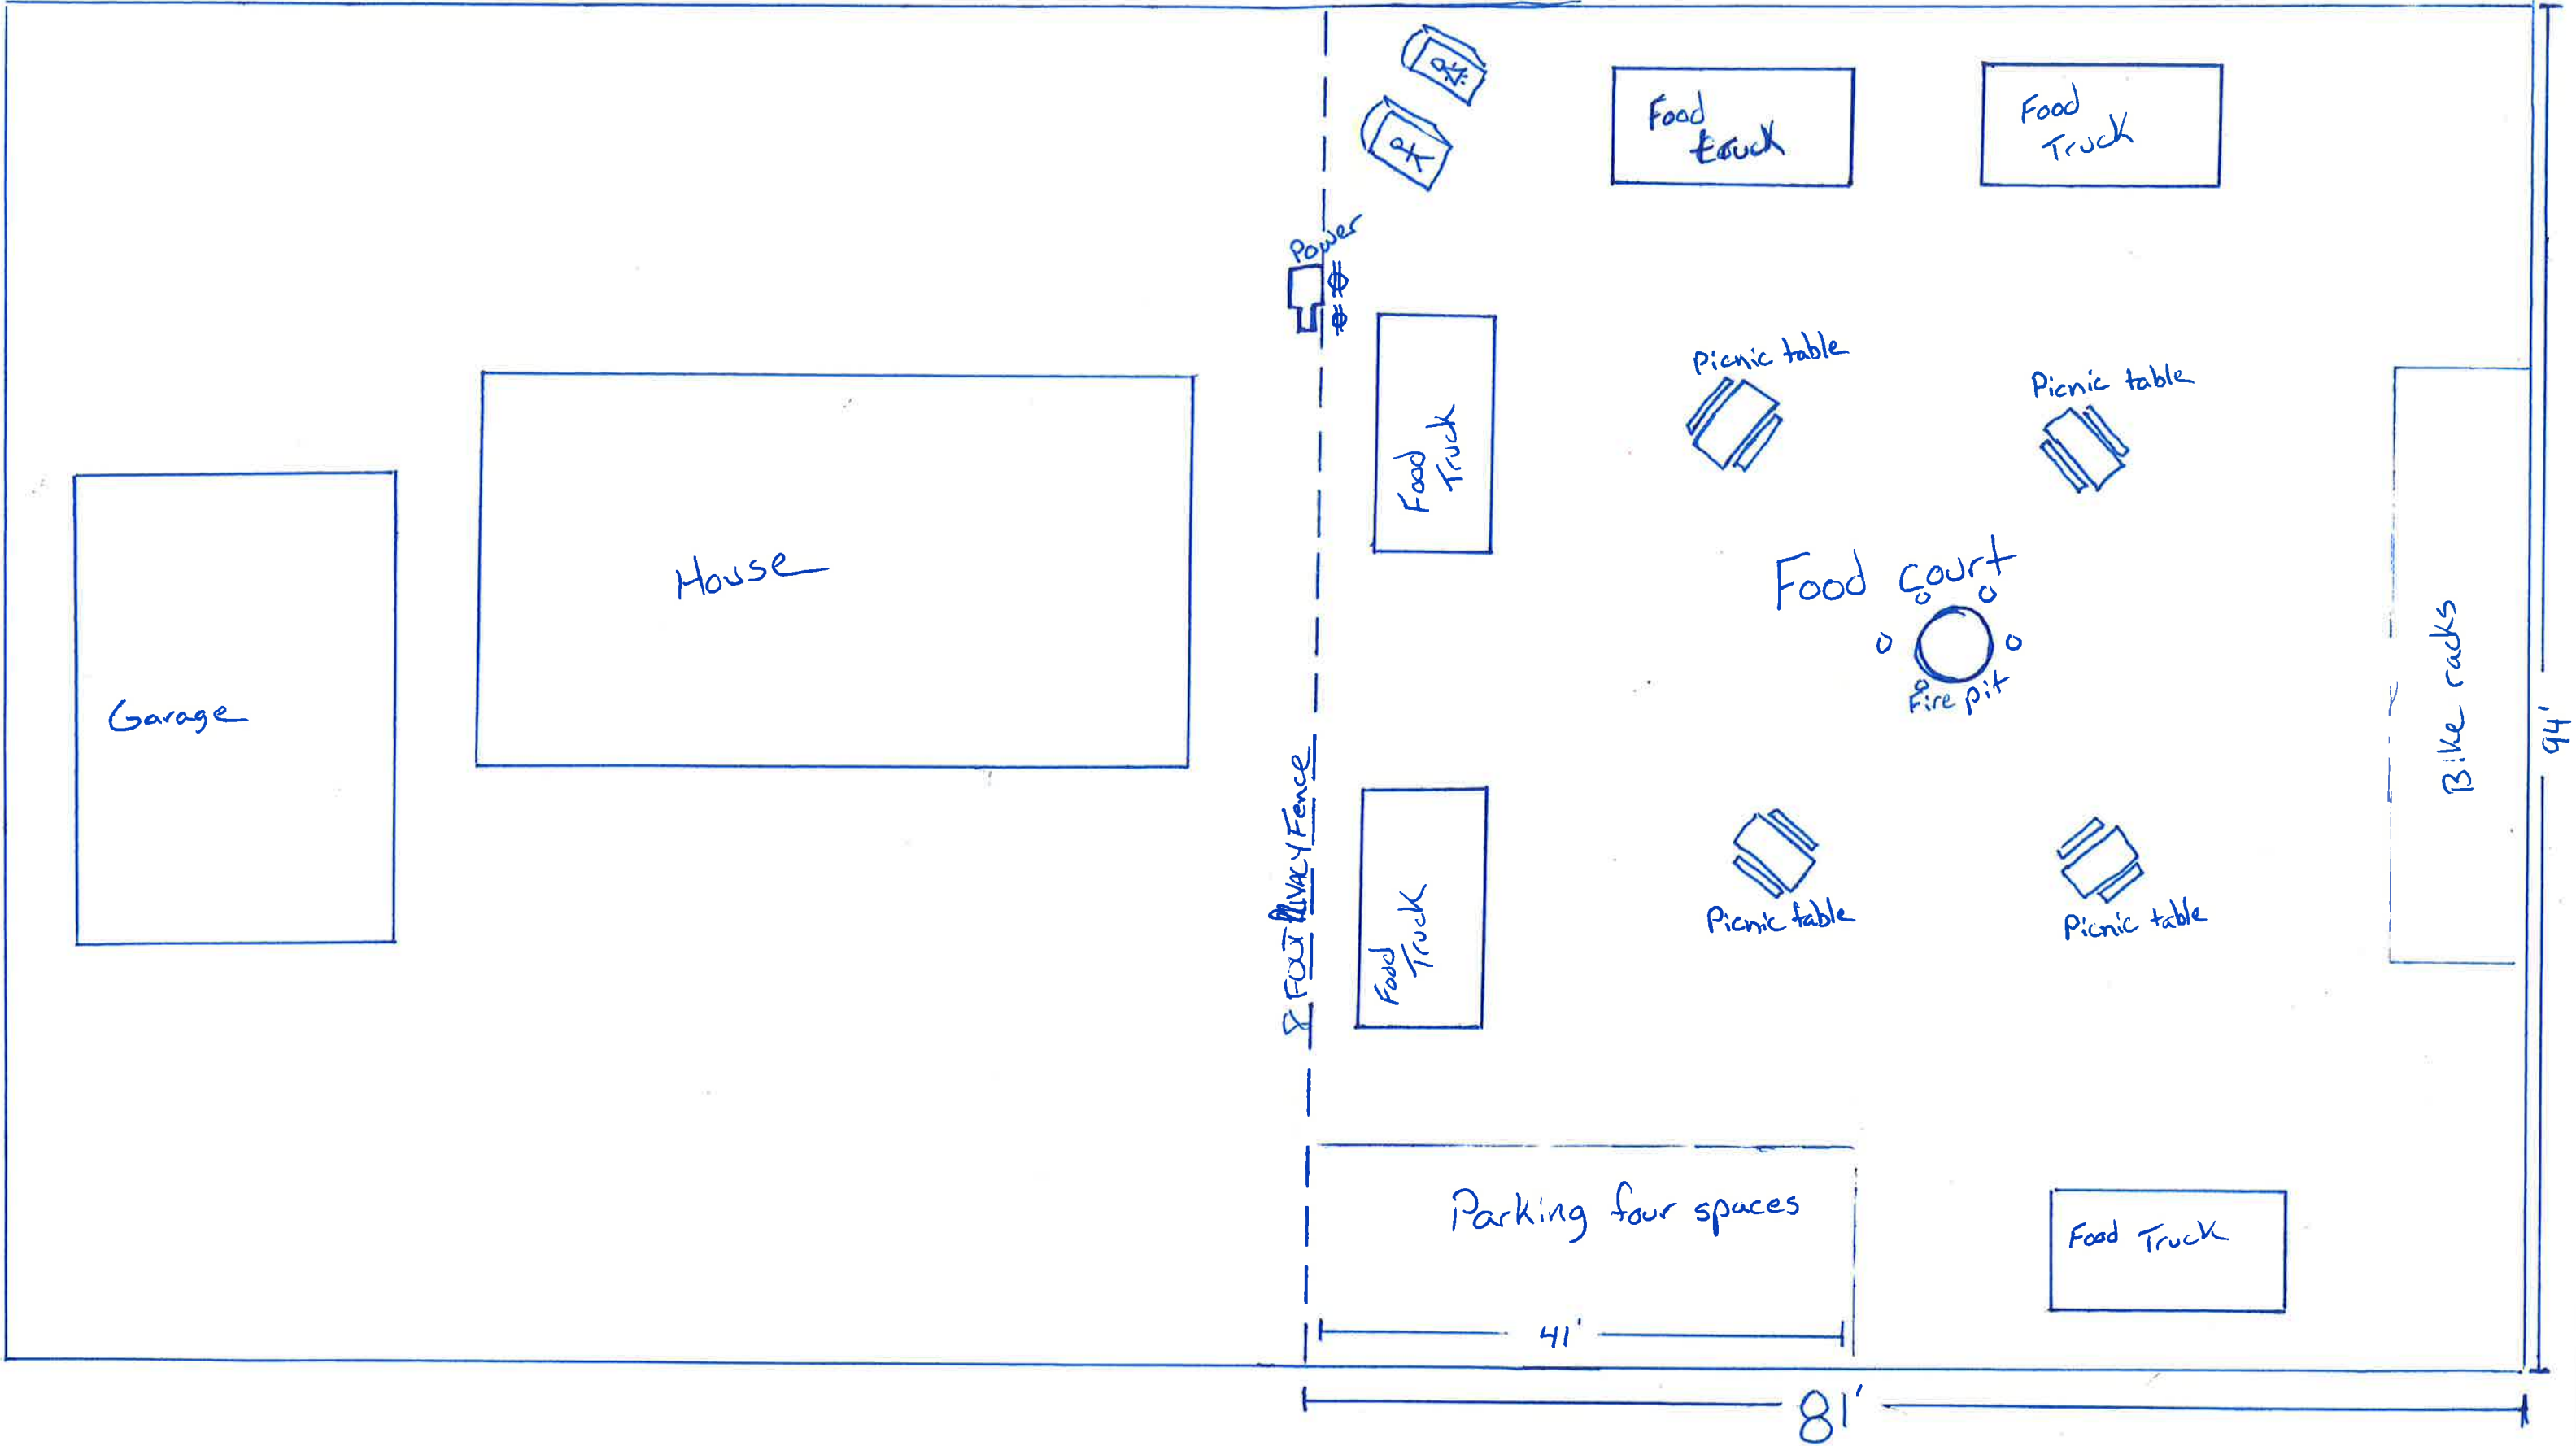 Food
truck
Food
Truck
Power
Picnic table
Picnic table
Food
Truck
House
Food court
Garage
Fire pit
Bike racks
94'
8 Foot Privacy Fence
Food
Truck
Picnic table
Picnic table
Parking four spaces
Food Truck
41'
81'